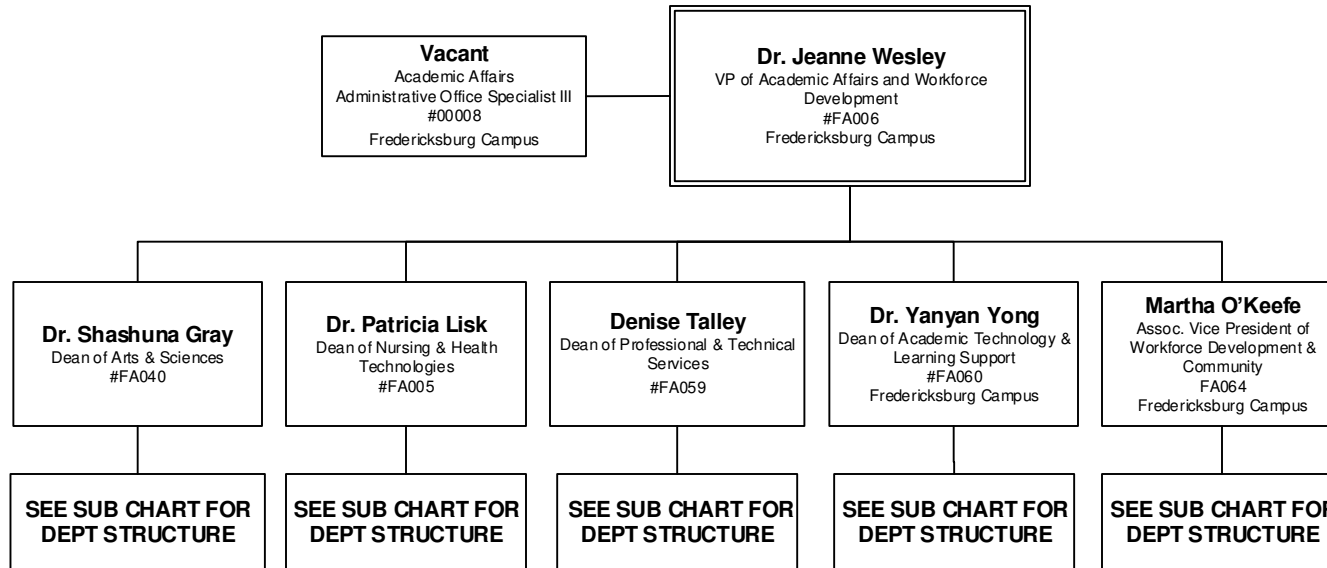 Vacant
Academic Affairs
Administrative Office Specialist III
#00008
Fredericksburg Campus
Dr. Jeanne Wesley
VP of Academic Affairs and Workforce
Development
#FA006
Fredericksburg Campus
Dr. Shashuna Gray
Dean of Arts & Sciences
#FA040
Dr. Patricia Lisk
Dean of Nursing & Health
Technologies
#FA005
Denise Talley
Dean of Professional & Technical
Services
#FA059
Dr. Yanyan Yong
Dean of Academic Technology &
Learning Support
#FA060
Fredericksburg Campus
Martha O’Keefe
Assoc. Vice President of
Workforce Development &
Community
FA064
Fredericksburg Campus
SEE SUB CHART FOR
DEPT STRUCTURE
SEE SUB CHART FOR
DEPT STRUCTURE
SEE SUB CHART FOR
DEPT STRUCTURE
SEE SUB CHART FOR
DEPT STRUCTURE
SEE SUB CHART FOR
DEPT STRUCTURE